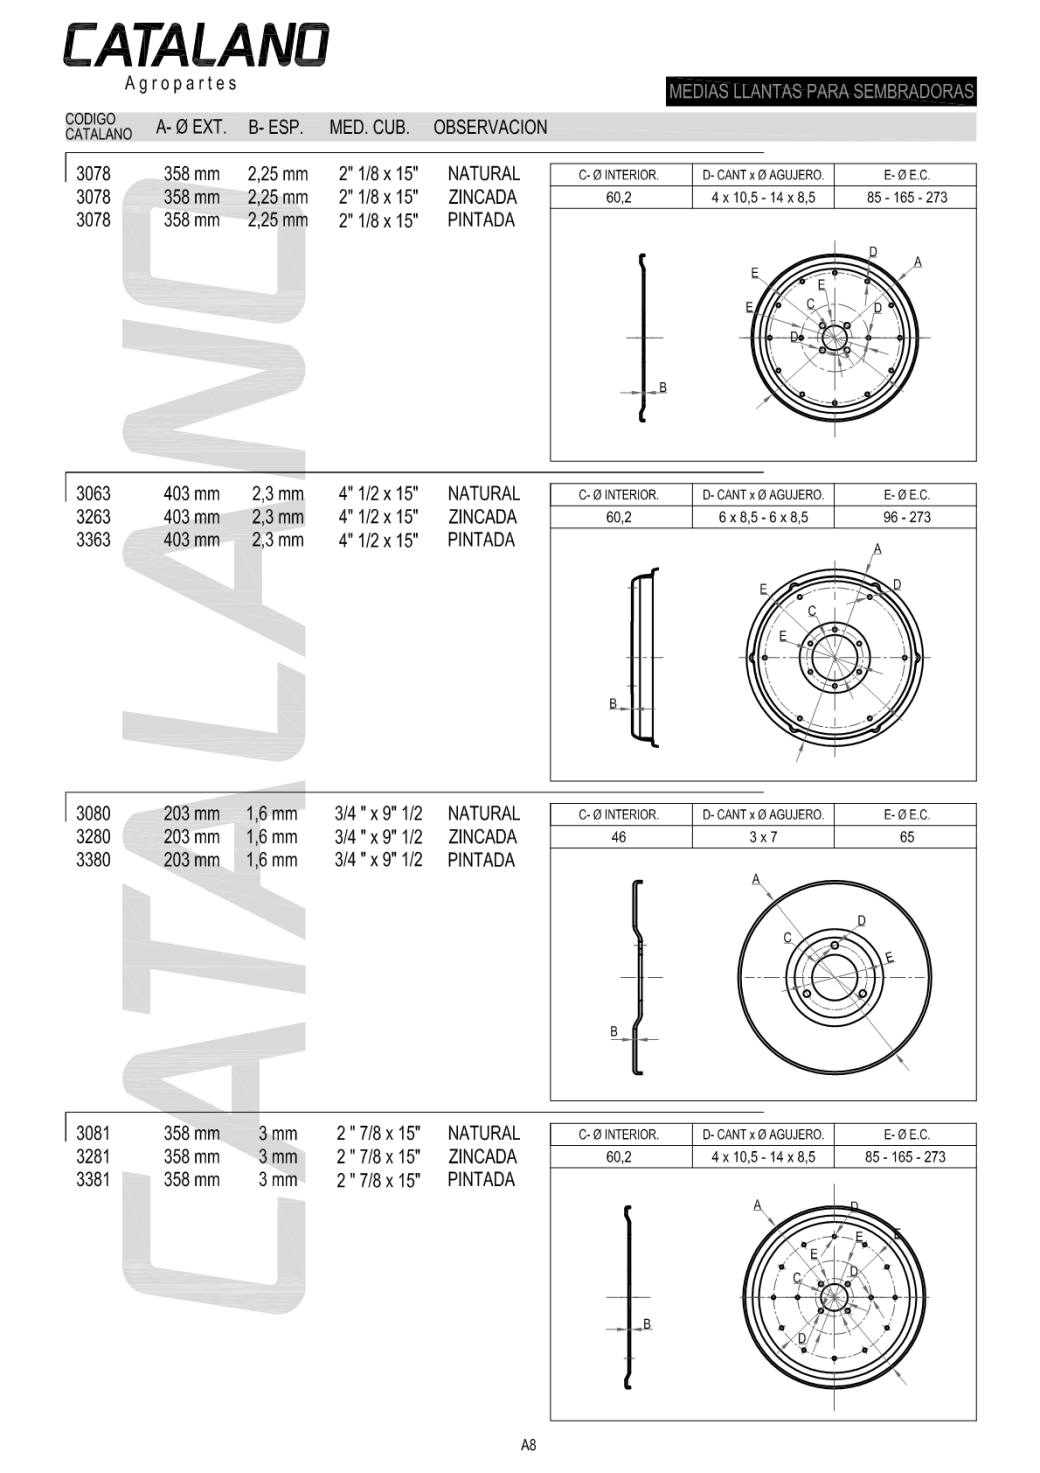 CATALANO
Agropartes
MEDIAS LLANTAS PARA SEMBRADORAS
CODIGO CATALANO A- Ø EXT. B- ESP. MED. CUB. OBSERVACION
3078 358 mm 2,25 mm 2" 1/8 x 15" NATURAL
3078 358 mm 2,25 mm 2" 1/8 x 15" ZINCADA
3078 358 mm 2,25 mm 2" 1/8 x 15" PINTADA
C- Ø INTERIOR. D- CANT x Ø AGUJERO. E- Ø E.C.
60,2 4 x 10,5 - 14 x 8,5 85 - 165 - 273
D
A
E
E
C
E
D
D
B
3063 403 mm 2,3 mm 4" 1/2 x 15" NATURAL
3263 403 mm 2,3 mm 4" 1/2 x 15" ZINCADA
3363 403 mm 2,3 mm 4" 1/2 x 15" PINTADA
C- Ø INTERIOR. D- CANT x Ø AGUJERO. E- Ø E.C.
60,2 6 x 8,5 - 6 x 8,5 96 - 273
A
D
E
C
E
B
3080 203 mm 1,6 mm 3/4 " x 9" 1/2 NATURAL
3280 203 mm 1,6 mm 3/4 " x 9" 1/2 ZINCADA
3380 203 mm 1,6 mm 3/4 " x 9" 1/2 PINTADA
C- Ø INTERIOR. D- CANT x Ø AGUJERO. E- Ø E.C.
46 3 x 7 65
A
D
C
E
B
3081 358 mm 3 mm 2 " 7/8 x 15" NATURAL
3281 358 mm 3 mm 2 " 7/8 x 15" ZINCADA
3381 358 mm 3 mm 2 " 7/8 x 15" PINTADA
C- Ø INTERIOR. D- CANT x Ø AGUJERO. E- Ø E.C.
60,2 4 x 10,5 - 14 x 8,5 85 - 165 - 273
A
D
E
E
E
D
C
B
D
CATALANO
A8